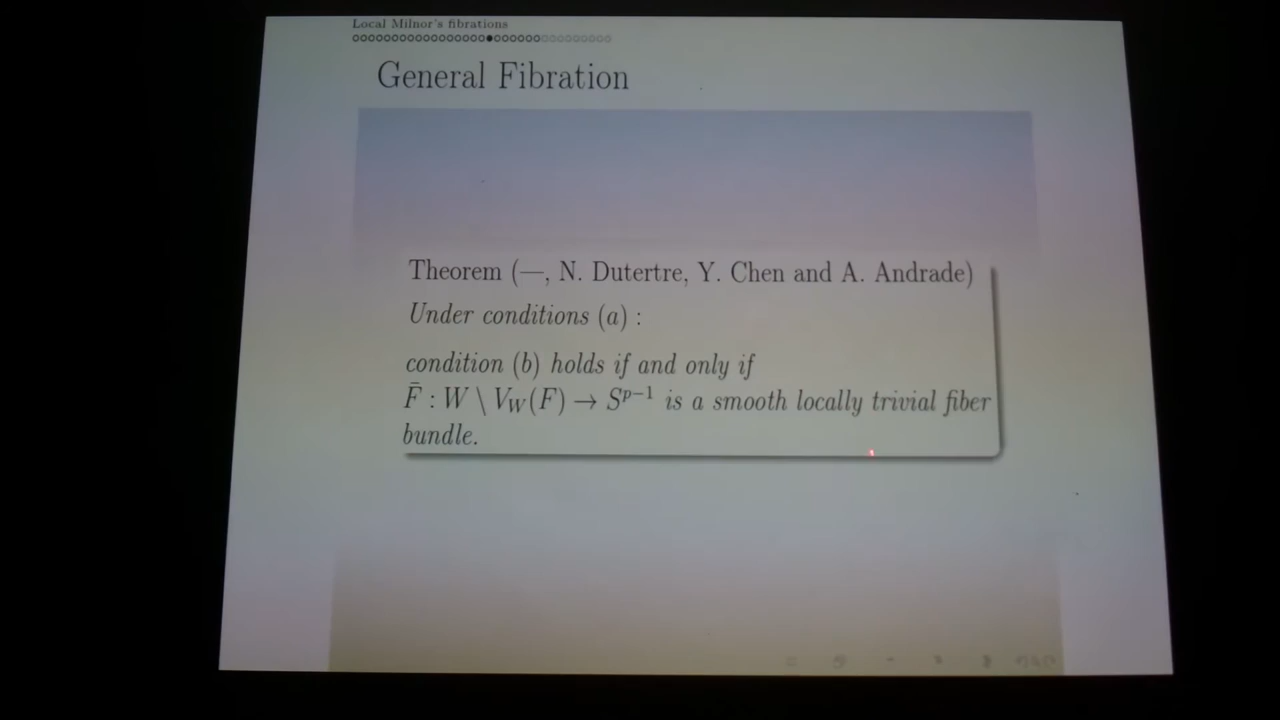 Local Milnor's fibrations
General Fibration
Theorem (—, N. Dutertre, Y. Chen and A. Andrade)
Under conditions (a) :
condition (b) holds if and only if
F̄ : W \ V_W(F) → S^{p−1} is a smooth locally trivial fiber
bundle.